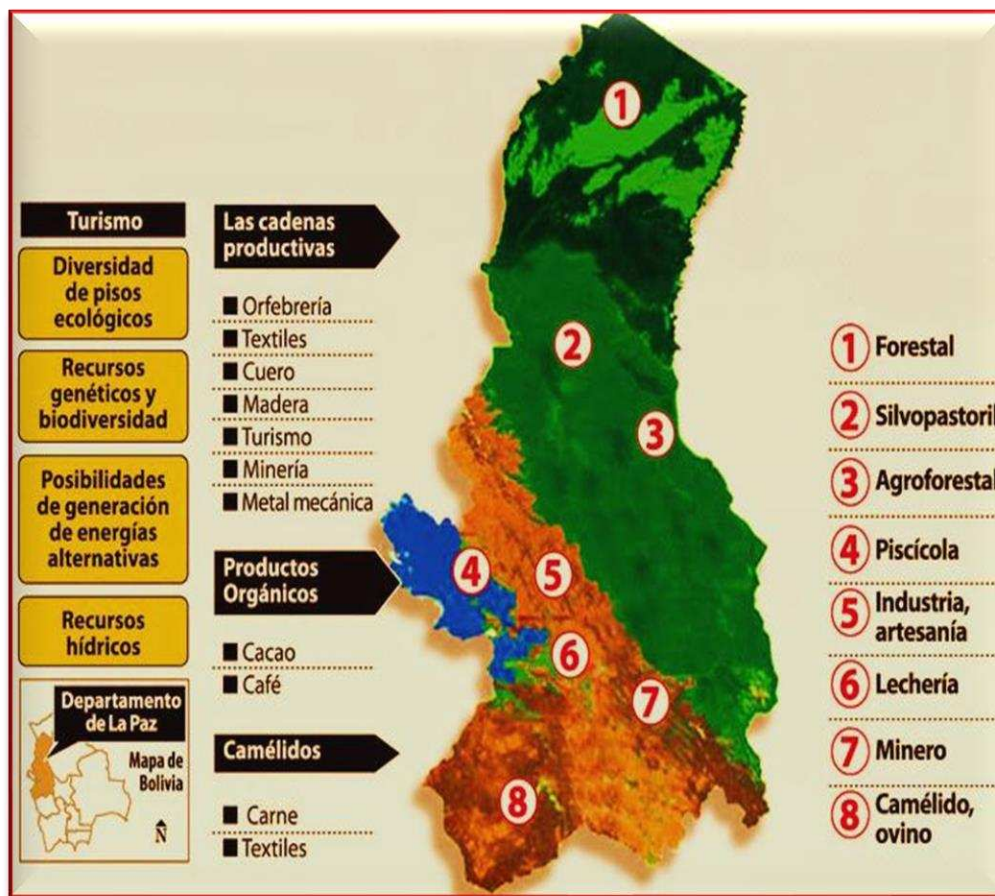 Turismo
Diversidad
de pisos
ecológicos
Recursos
genéticos y
biodiversidad
Posibilidades
de generación
de energías
alternativas
Recursos
hídricos
Departamento
de La Paz
Mapa de
Bolivia
N
Las cadenas
productivas
Orfebrería
Textiles
Cuero
Madera
Turismo
Minería
Metal mecánica
Productos
Orgánicos
Cacao
Café
Camélidos
Carne
Textiles
1
2
3
4
5
6
7
8
1 Forestal
2 Silvopastoril
3 Agroforestal
4 Piscícola
5 Industria,
artesanía
6 Lechería
7 Minero
8 Camélido,
ovino